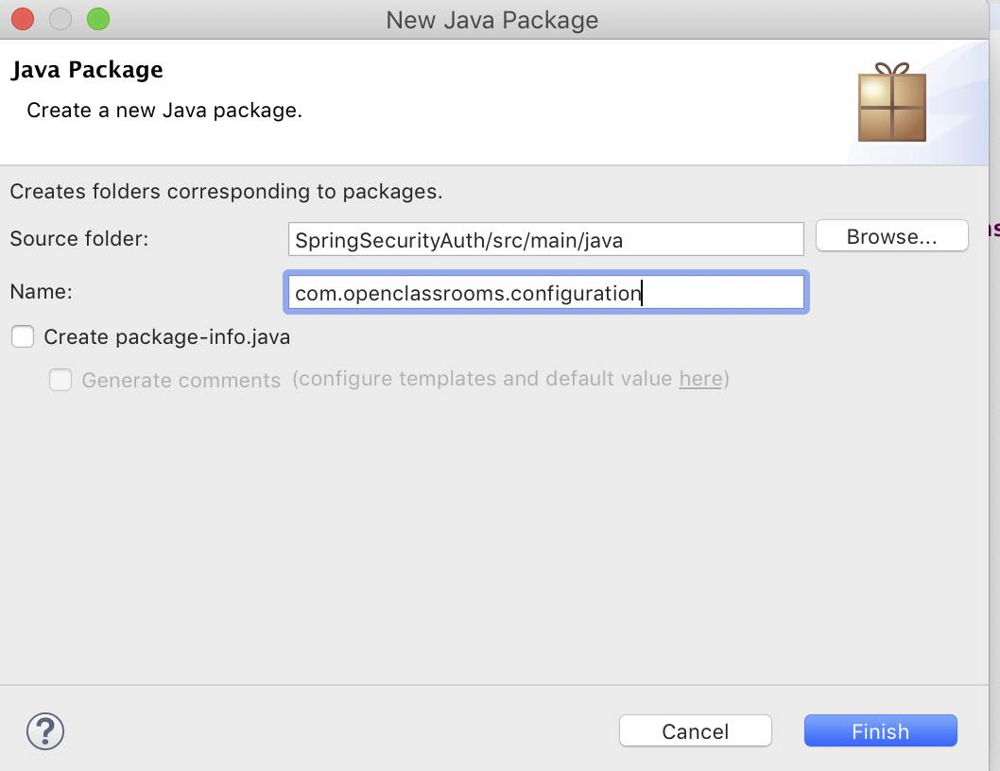 New Java Package
Java Package
Create a new Java package.
Creates folders corresponding to packages.
Source folder: SpringSecurityAuth/src/main/java Browse...
Name: com.openclassrooms.configuration
Create package-info.java
Generate comments (configure templates and default value here)
? Cancel Finish